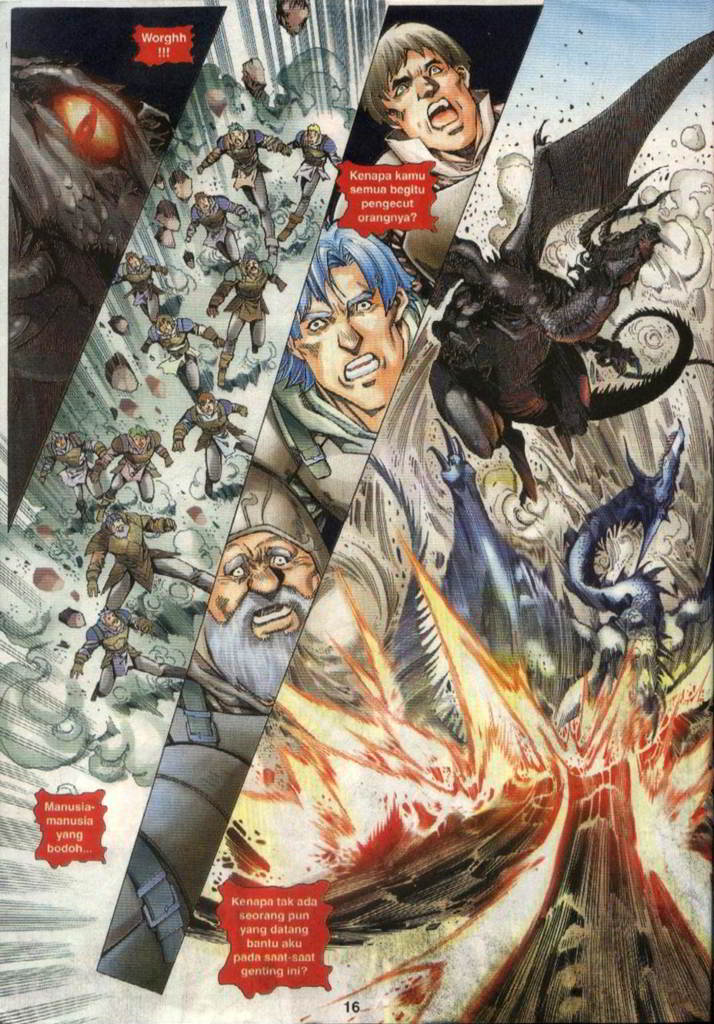 Worghh
!!!
Kenapa kamu
semua begitu
pengecut
orangnya?
Manusia-
manusia
yang
bodoh...
Kenapa tak ada
seorang pun
yang datang
bantu aku
pada saat-saat
genting ini?
16